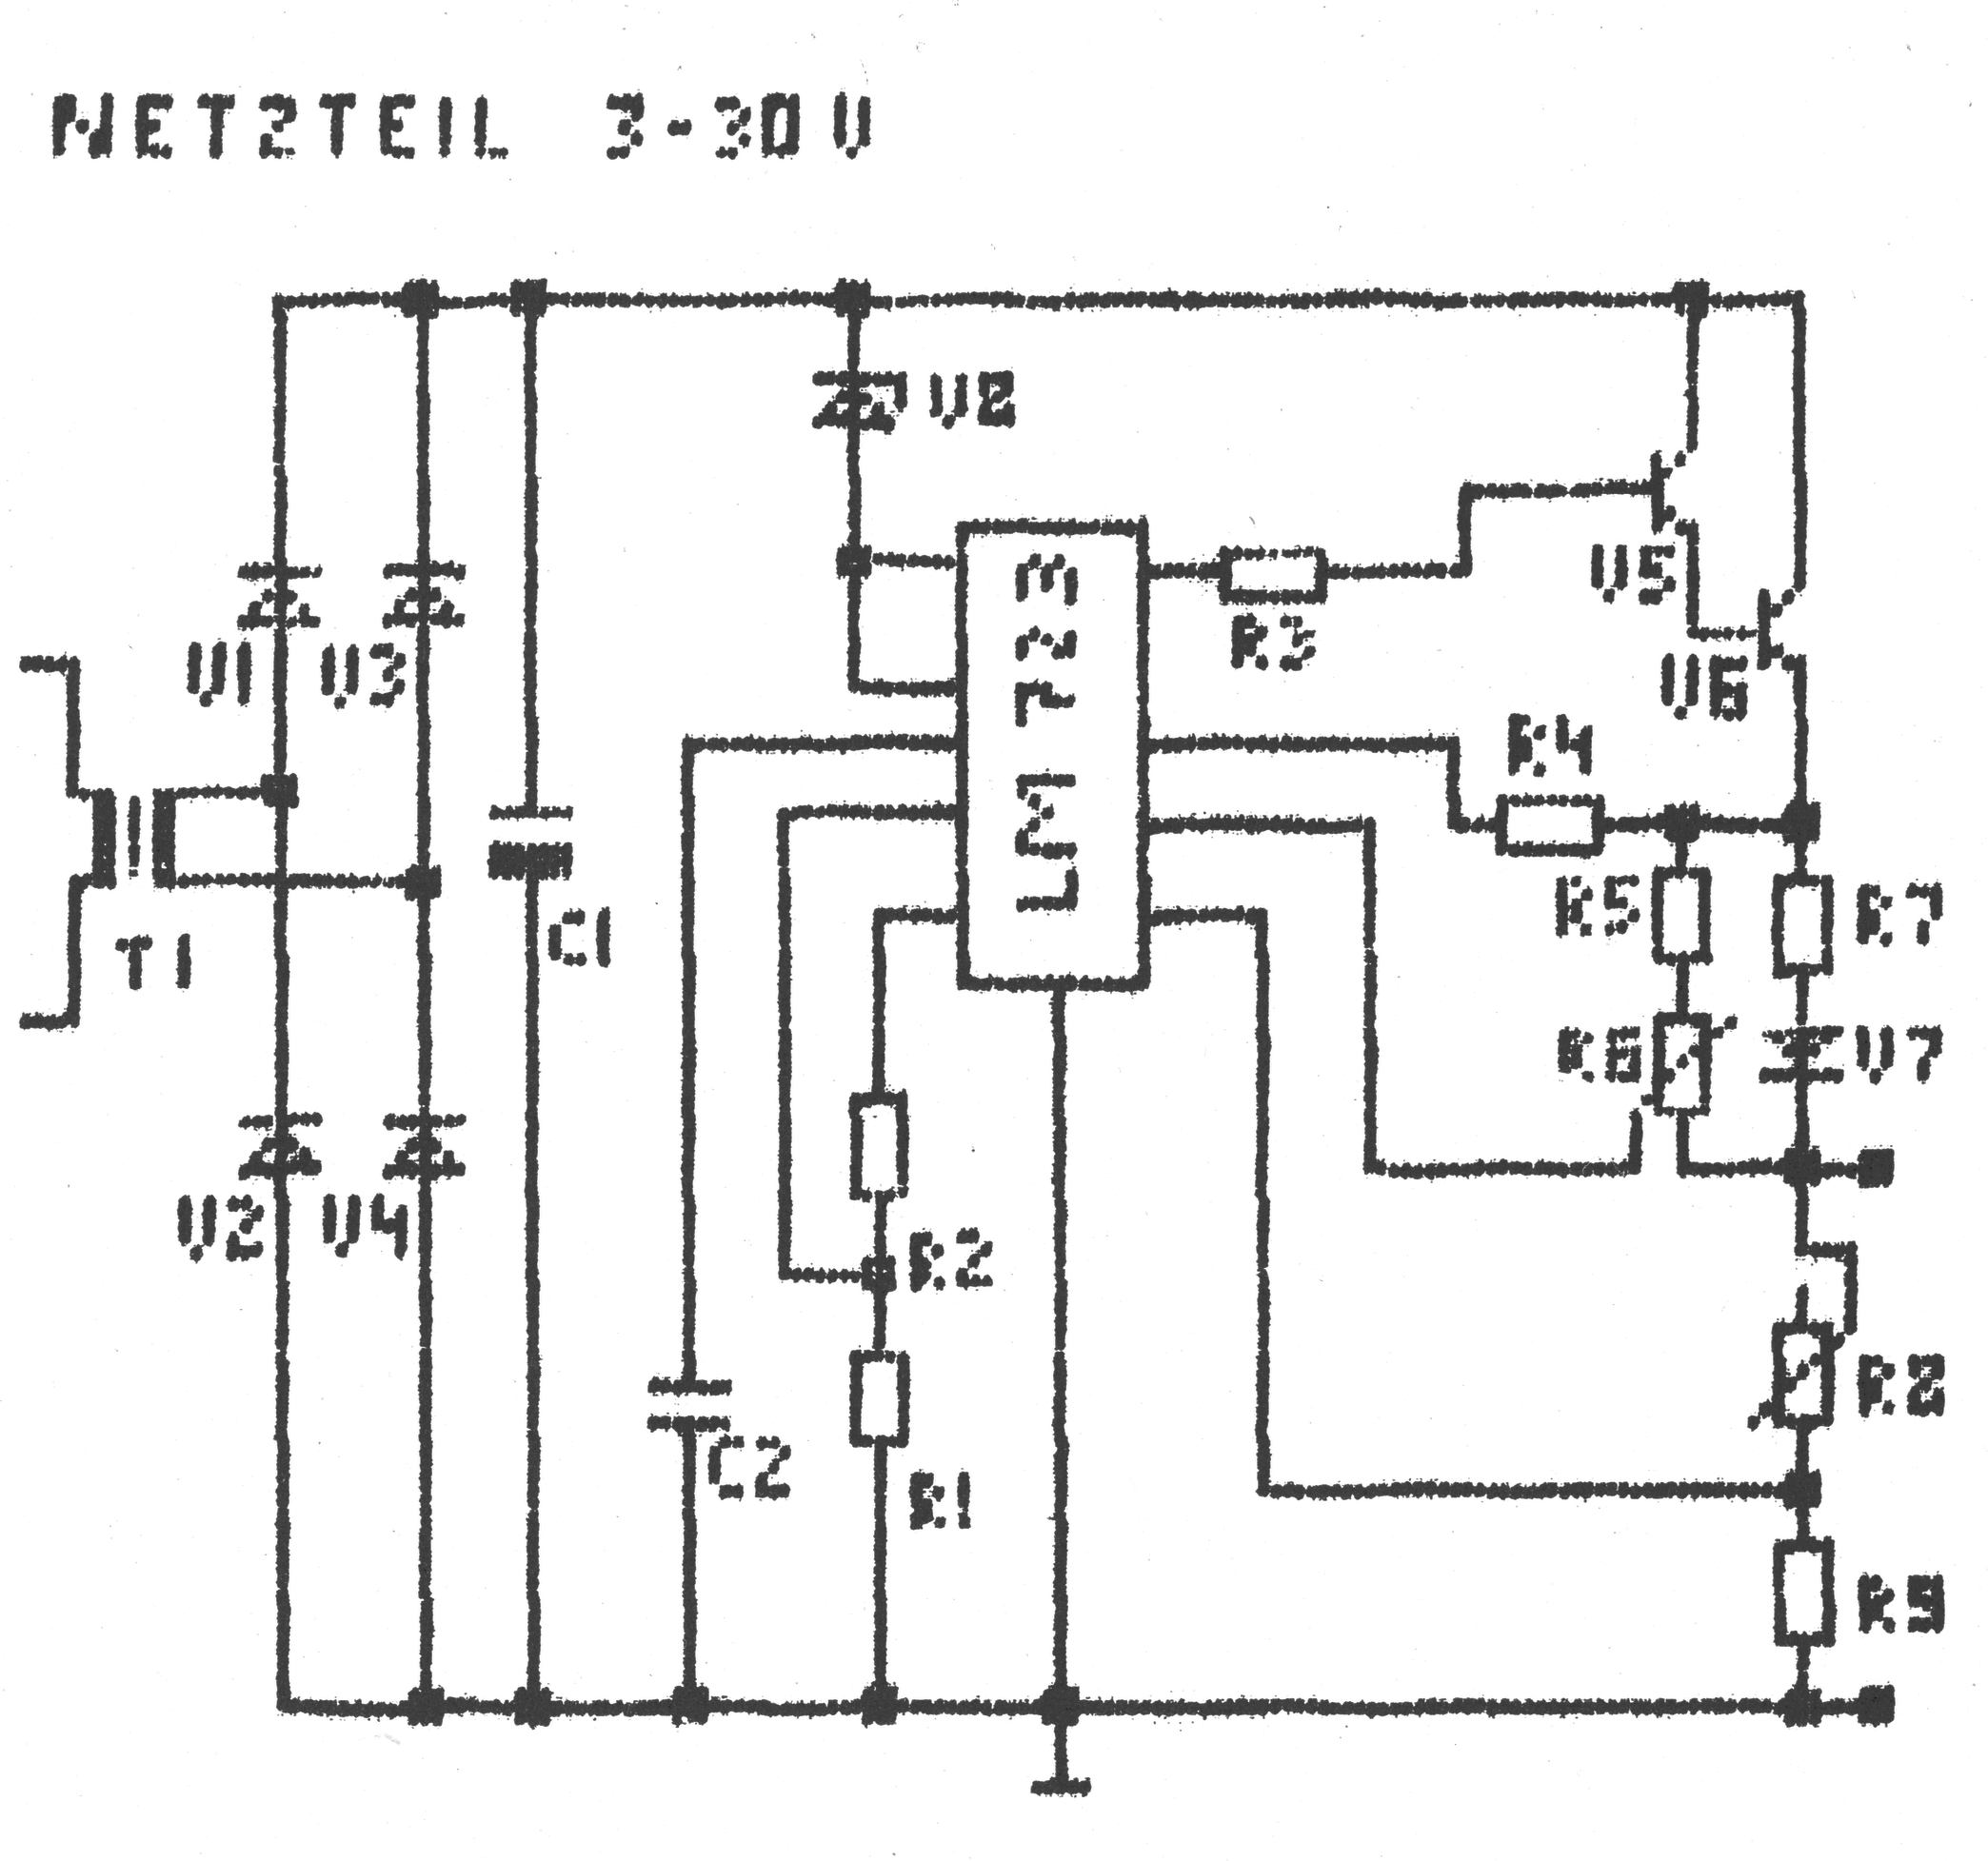 NETZTEIL 3-30 V
V8
V5
R3
V6
V1
V3
R4
LM 723
R5
R7
C1
T1
R6
V7
V2
V4
R2
R8
C2
R1
R9